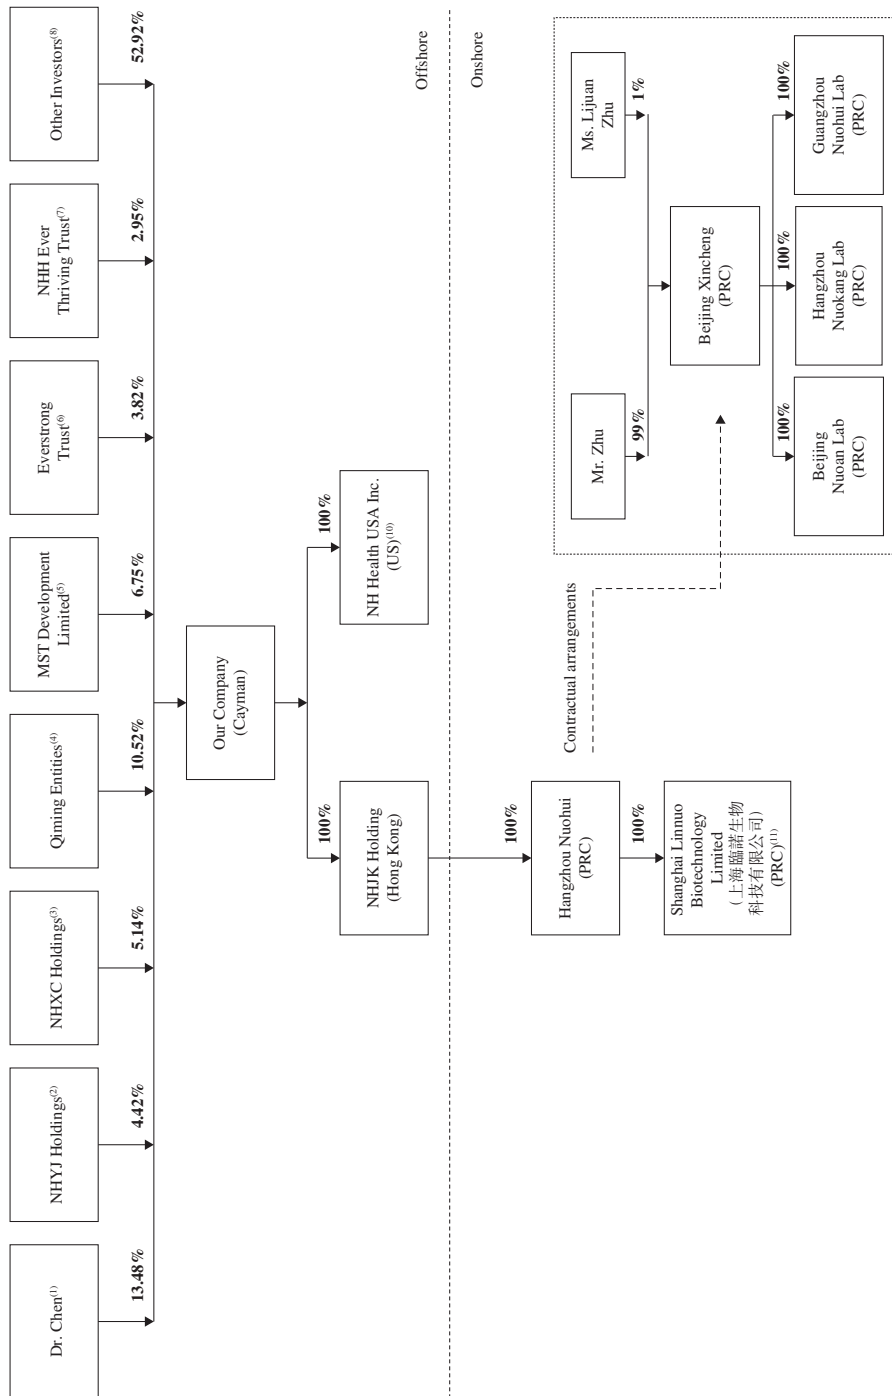 Dr. Chen(1)
NHYJ Holdings(2)
NHXC Holdings(3)
Qiming Entities(4)
MST Development
Limited(5)
Everstrong
Trust(6)
NHH Ever
Thriving Trust(7)
Other Investors(8)
13.48%
4.42%
5.14%
10.52%
6.75%
3.82%
2.95%
52.92%
Our Company
(Cayman)
100%
100%
NHJK Holding
(Hong Kong)
NH Health USA Inc.
(US)(10)
Offshore
Onshore
100%
Hangzhou Nuohui
(PRC)
100%
Shanghai Linnuo
Biotechnology
Limited
(上海臨諾生物
科技有限公司)
(PRC)(11)
Contractual arrangements
Mr. Zhu
Ms. Lijuan
Zhu
99%
1%
Beijing Xincheng
(PRC)
100%
100%
100%
Beijing
Nuoan Lab
(PRC)
Hangzhou
Nuokang Lab
(PRC)
Guangzhou
Nuohui Lab
(PRC)